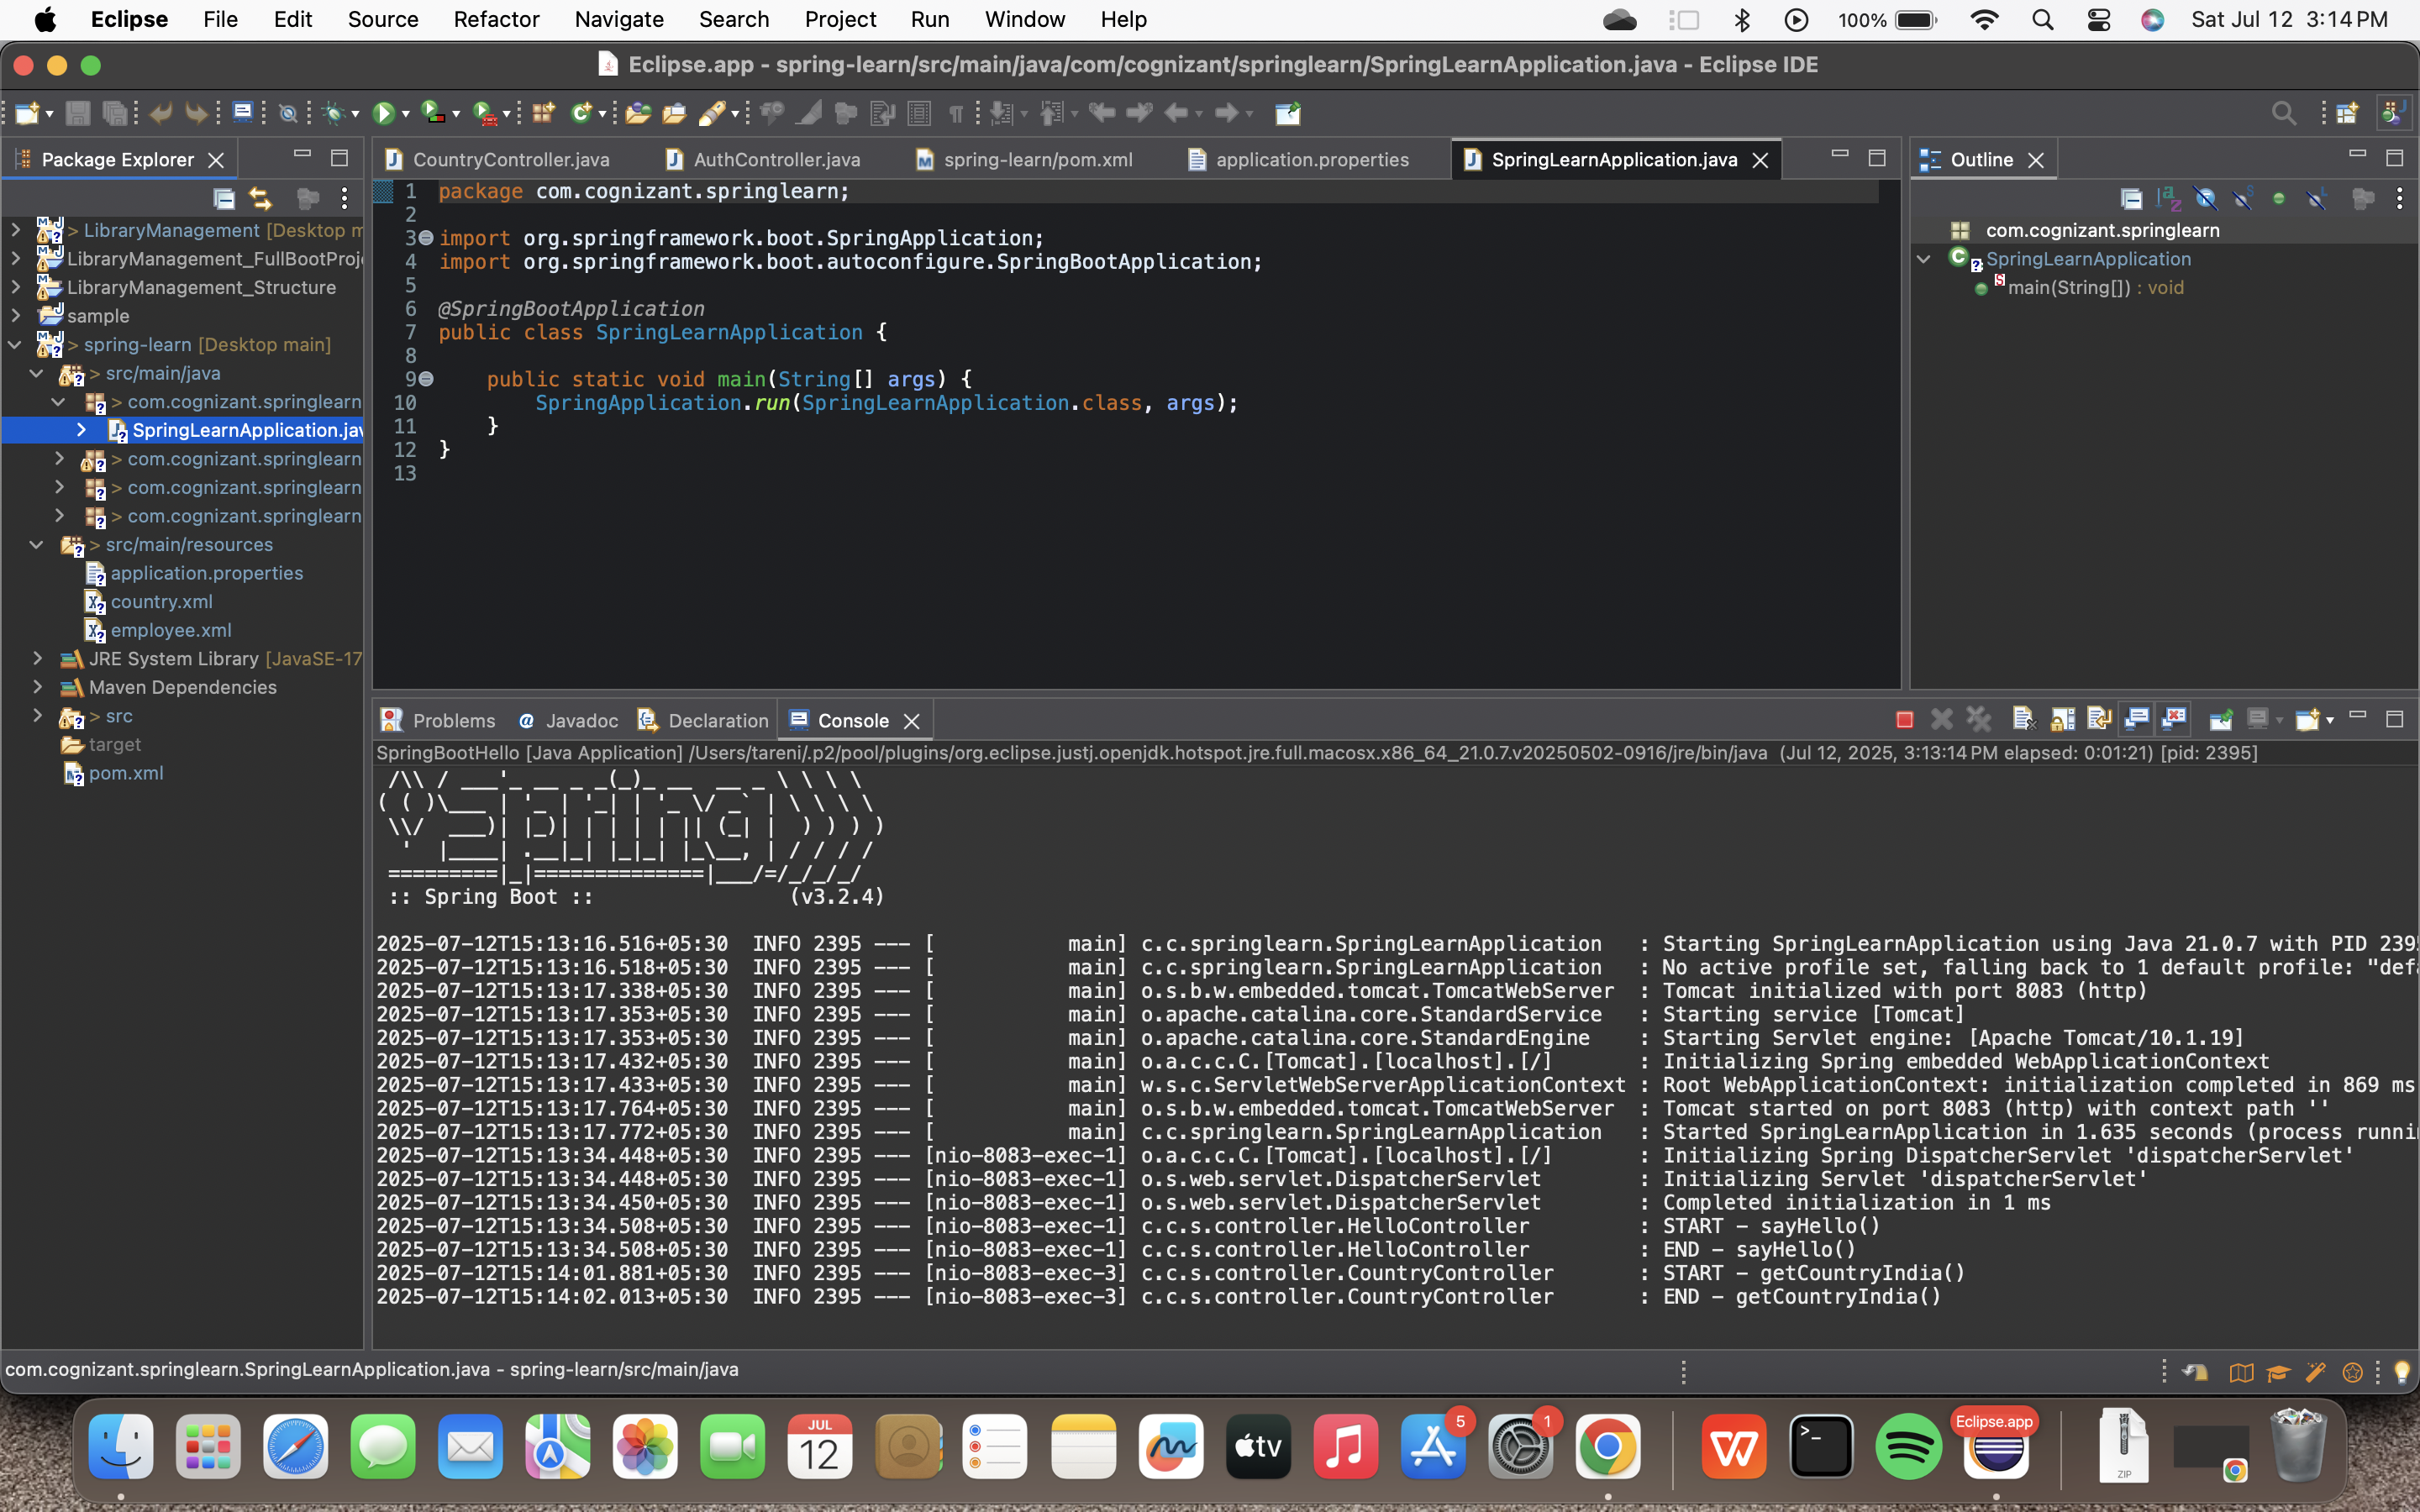 Eclipse File Edit Source Refactor Navigate Search Project Run Window Help 100% Sat Jul 12 3:14 PM
Eclipse.app - spring-learn/src/main/java/com/cognizant/springlearn/SpringLearnApplication.java - Eclipse IDE
Package Explorer
> LibraryManagement [Desktop m
LibraryManagement_FullBootProj
LibraryManagement_Structure
sample
> spring-learn [Desktop main]
> src/main/java
> com.cognizant.springlearn
SpringLearnApplication.jav
> com.cognizant.springlearn
> com.cognizant.springlearn
> com.cognizant.springlearn
> src/main/resources
application.properties
country.xml
employee.xml
JRE System Library [JavaSE-17
Maven Dependencies
> src
target
pom.xml
CountryController.java AuthController.java spring-learn/pom.xml application.properties SpringLearnApplication.java
1 package com.cognizant.springlearn;
2
3 import org.springframework.boot.SpringApplication;
4 import org.springframework.boot.autoconfigure.SpringBootApplication;
5
6 @SpringBootApplication
7 public class SpringLearnApplication {
8
9 public static void main(String[] args) {
10 SpringApplication.run(SpringLearnApplication.class, args);
11 }
12 }
13
Outline
com.cognizant.springlearn
SpringLearnApplication
main(String[]) : void
Problems Javadoc Declaration Console
SpringBootHello [Java Application] /Users/tareni/.p2/pool/plugins/org.eclipse.justj.openjdk.hotspot.jre.full.macosx.x86_64_21.0.7.v20250502-0916/jre/bin/java (Jul 12, 2025, 3:13:14 PM elapsed: 0:01:21) [pid: 2395]
:: Spring Boot :: (v3.2.4)
2025-07-12T15:13:16.516+05:30 INFO 2395 --- [ main] c.c.springlearn.SpringLearnApplication : Starting SpringLearnApplication using Java 21.0.7 with PID 239
2025-07-12T15:13:16.518+05:30 INFO 2395 --- [ main] c.c.springlearn.SpringLearnApplication : No active profile set, falling back to 1 default profile: "defa
2025-07-12T15:13:17.338+05:30 INFO 2395 --- [ main] o.s.b.w.embedded.tomcat.TomcatWebServer : Tomcat initialized with port 8083 (http)
2025-07-12T15:13:17.353+05:30 INFO 2395 --- [ main] o.apache.catalina.core.StandardService : Starting service [Tomcat]
2025-07-12T15:13:17.353+05:30 INFO 2395 --- [ main] o.apache.catalina.core.StandardEngine : Starting Servlet engine: [Apache Tomcat/10.1.19]
2025-07-12T15:13:17.432+05:30 INFO 2395 --- [ main] o.a.c.c.C.[Tomcat].[localhost].[/] : Initializing Spring embedded WebApplicationContext
2025-07-12T15:13:17.433+05:30 INFO 2395 --- [ main] w.s.c.ServletWebServerApplicationContext : Root WebApplicationContext: initialization completed in 869 ms
2025-07-12T15:13:17.764+05:30 INFO 2395 --- [ main] o.s.b.w.embedded.tomcat.TomcatWebServer : Tomcat started on port 8083 (http) with context path ''
2025-07-12T15:13:17.772+05:30 INFO 2395 --- [ main] c.c.springlearn.SpringLearnApplication : Started SpringLearnApplication in 1.635 seconds (process runni
2025-07-12T15:13:34.448+05:30 INFO 2395 --- [nio-8083-exec-1] o.a.c.c.C.[Tomcat].[localhost].[/] : Initializing Spring DispatcherServlet 'dispatcherServlet'
2025-07-12T15:13:34.448+05:30 INFO 2395 --- [nio-8083-exec-1] o.s.web.servlet.DispatcherServlet : Initializing Servlet 'dispatcherServlet'
2025-07-12T15:13:34.450+05:30 INFO 2395 --- [nio-8083-exec-1] o.s.web.servlet.DispatcherServlet : Completed initialization in 1 ms
2025-07-12T15:13:34.508+05:30 INFO 2395 --- [nio-8083-exec-1] c.c.s.controller.HelloController : START - sayHello()
2025-07-12T15:13:34.508+05:30 INFO 2395 --- [nio-8083-exec-1] c.c.s.controller.HelloController : END - sayHello()
2025-07-12T15:14:01.881+05:30 INFO 2395 --- [nio-8083-exec-3] c.c.s.controller.CountryController : START - getCountryIndia()
2025-07-12T15:14:02.013+05:30 INFO 2395 --- [nio-8083-exec-3] c.c.s.controller.CountryController : END - getCountryIndia()
com.cognizant.springlearn.SpringLearnApplication.java - spring-learn/src/main/java
JUL
12
tv
5
1
Eclipse.app
ZIP